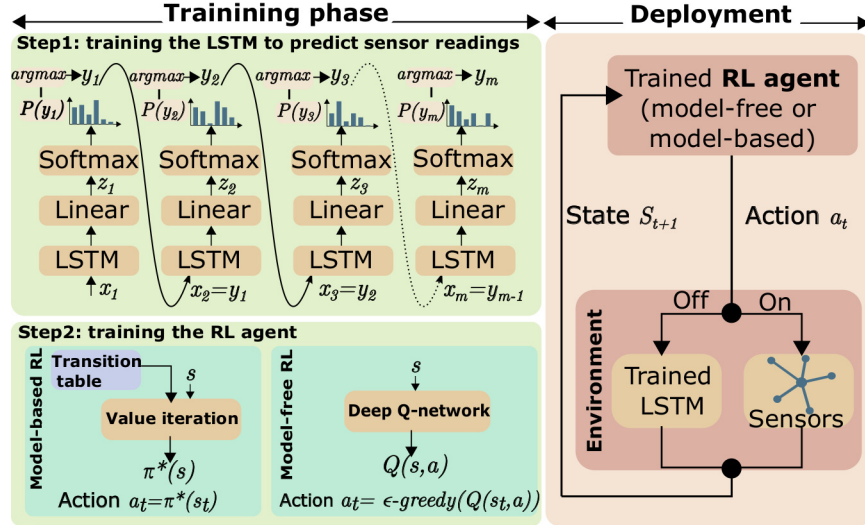 Trainining phase
Deployment
Step1: training the LSTM to predict sensor readings
argmax y1 argmax y2 argmax y3 argmax ym
P(y1) P(y2) P(y3) P(ym)
Softmax Softmax Softmax Softmax
z1 z2 z3 zm
Linear Linear Linear Linear
LSTM LSTM LSTM LSTM
x1 x2=y1 x3=y2 xm=ym-1
Step2: training the RL agent
Model-based RL
Transition
table
s
Value iteration
π*(s)
Action at=π*(st)
Model-free RL
s
Deep Q-network
Q(s,a)
Action at= ϵ-greedy(Q(st,a))
Trained RL agent
(model-free or
model-based)
State St+1
Action at
Environment
Off On
Trained
LSTM
Sensors